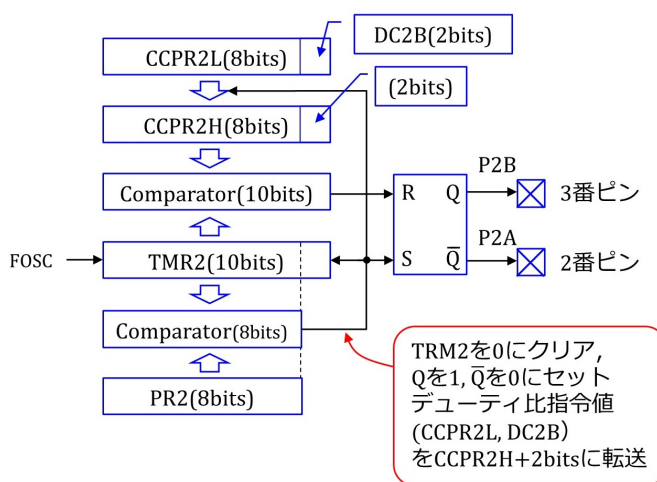 DC2B(2bits)
CCPR2L(8bits)
(2bits)
CCPR2H(8bits)
P2B
Comparator(10bits)
R
Q
3番ピン
P2A
FOSC
TMR2(10bits)
S
Q̅
2番ピン
Comparator(8bits)
PR2(8bits)
TRM2を0にクリア,
Qを1, Q̅を0にセット
デューティ比指令値
(CCPR2L, DC2B）
をCCPR2H+2bitsに転送